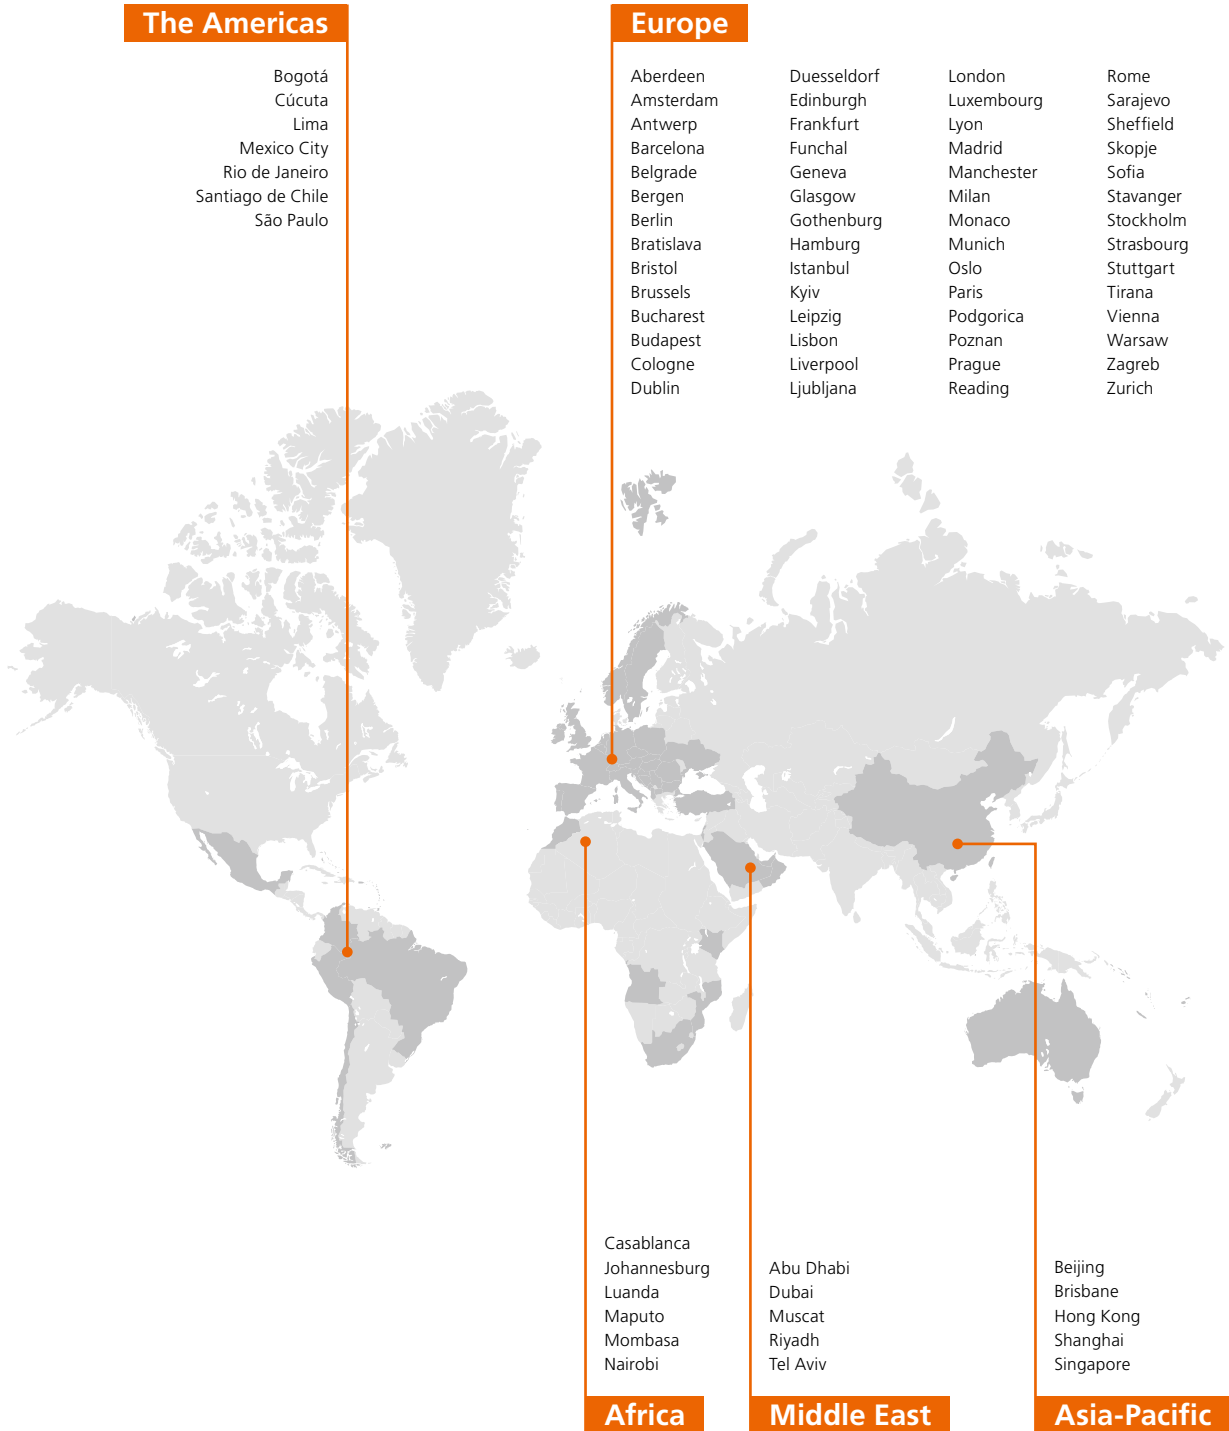 The Americas
Bogotá
Cúcuta
Lima
Mexico City
Rio de Janeiro
Santiago de Chile
São Paulo
Europe
Aberdeen
Amsterdam
Antwerp
Barcelona
Belgrade
Bergen
Berlin
Bratislava
Bristol
Brussels
Bucharest
Budapest
Cologne
Dublin
Duesseldorf
Edinburgh
Frankfurt
Funchal
Geneva
Glasgow
Gothenburg
Hamburg
Istanbul
Kyiv
Leipzig
Lisbon
Liverpool
Ljubljana
London
Luxembourg
Lyon
Madrid
Manchester
Milan
Monaco
Munich
Oslo
Paris
Podgorica
Poznan
Prague
Reading
Rome
Sarajevo
Sheffield
Skopje
Sofia
Stavanger
Stockholm
Strasbourg
Stuttgart
Tirana
Vienna
Warsaw
Zagreb
Zurich
Casablanca
Johannesburg
Luanda
Maputo
Mombasa
Nairobi
Africa
Abu Dhabi
Dubai
Muscat
Riyadh
Tel Aviv
Middle East
Beijing
Brisbane
Hong Kong
Shanghai
Singapore
Asia-Pacific